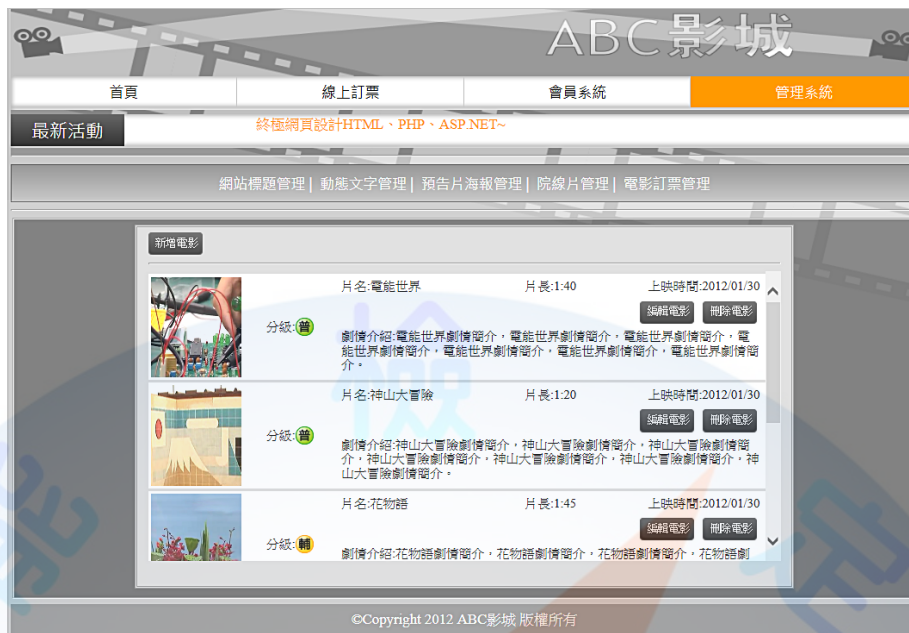 ABC影城
首頁 線上訂票 會員系統 管理系統
最新活動 終極網頁設計HTML、PHP、ASP.NET~
網站標題管理| 動態文字管理| 預告片海報管理| 院線片管理| 電影訂票管理
新增電影
片名:電能世界 片長:1:40 上映時間:2012/01/30
編輯電影 刪除電影
分級:普
劇情介紹:電能世界劇情簡介，電能世界劇情簡介，電能世界劇情簡介，電
能世界劇情簡介，電能世界劇情簡介，電能世界劇情簡介，電能世界劇情簡
介。
片名:神山大冒險 片長:1:20 上映時間:2012/01/30
編輯電影 刪除電影
分級:普
劇情介紹:神山大冒險劇情簡介，神山大冒險劇情簡介，神山大冒險劇情簡
介，神山大冒險劇情簡介，神山大冒險劇情簡介，神山大冒險劇情簡介，神
山大冒險劇情簡介。
片名:花物語 片長:1:45 上映時間:2012/01/30
編輯電影 刪除電影
分級:輔
劇情介紹:花物語劇情簡介，花物語劇情簡介，花物語劇情簡介，花物語劇
©Copyright 2012 ABC影城 版權所有